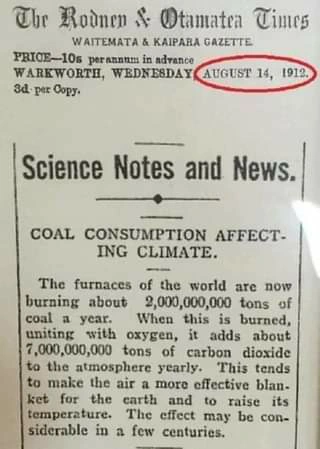 The Rodney & Otamatea Times
WAITEMATA & KAIPARA GAZETTE.
PRICE—10s per annum in advance
WARKWORTH, WEDNESDAY, AUGUST 14, 1912.
3d per Copy.
Science Notes and News.
COAL CONSUMPTION AFFECT-
ING CLIMATE.
The furnaces of the world are now
burning about 2,000,000,000 tons of
coal a year. When this is burned,
uniting with oxygen, it adds about
7,000,000,000 tons of carbon dioxide
to the atmosphere yearly. This tends
to make the air a more effective blan-
ket for the earth and to raise its
temperature. The effect may be con-
siderable in a few centuries.